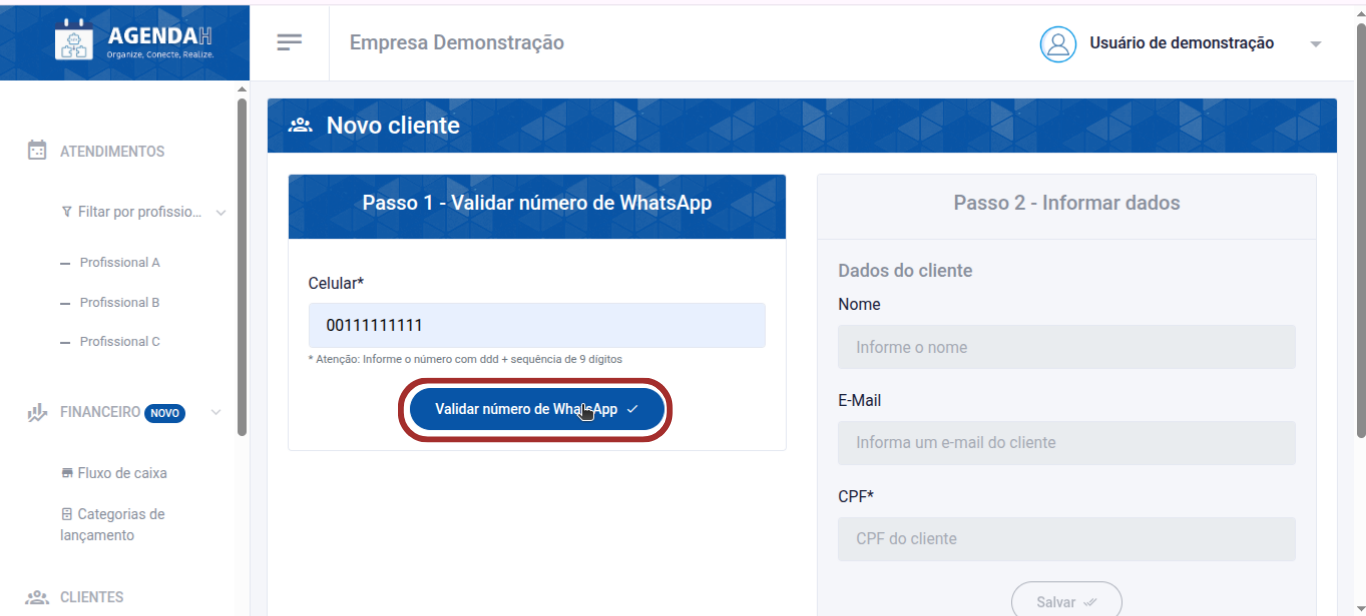 AGENDAH
Organize, Conecte, Realize.
Empresa Demonstração
Usuário de demonstração
ATENDIMENTOS
Filtar por profissio...
Profissional A
Profissional B
Profissional C
FINANCEIRO NOVO
Fluxo de caixa
Categorias de
lançamento
CLIENTES
Novo cliente
Passo 1 - Validar número de WhatsApp
Celular*
00111111111
* Atenção: Informe o número com ddd + sequência de 9 dígitos
Validar número de WhatsApp
Passo 2 - Informar dados
Dados do cliente
Nome
Informe o nome
E-Mail
Informa um e-mail do cliente
CPF*
CPF do cliente
Salvar